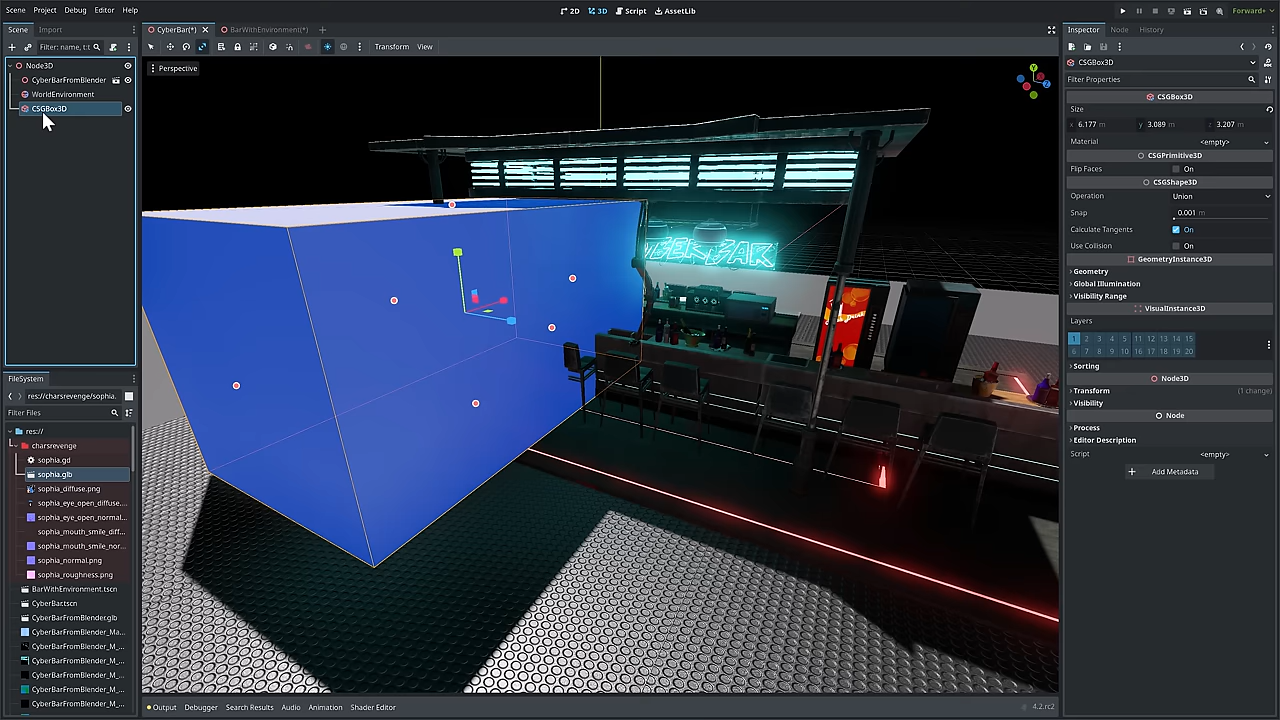 Scene Project Debug Editor Help
2D 3D Script AssetLib
Forward+
Scene Import
CyberBar(*) BarWithEnvironment(*)
Inspector Node History
Filter: name, t:t
Transform View
Node3D
CyberBarFromBlender
WorldEnvironment
CSGBox3D
Perspective
Y
Z
CYBER BAR
CSGBox3D
Filter Properties
CSGBox3D
Size
x 6.177 m y 3.089 m z 3.207 m
Material <empty>
CSGPrimitive3D
Flip Faces On
CSGShape3D
Operation Union
Snap 0.001 m
Calculate Tangents On
Use Collision On
GeometryInstance3D
Geometry
Global Illumination
Visibility Range
VisualInstance3D
Layers
1 2 3 4 5 11 12 13 14 15
6 7 8 9 10 16 17 18 19 20
Sorting
Node3D
Transform (1 change)
Visibility
Node
Process
Editor Description
Script <empty>
Add Metadata
FileSystem
res://charsrevenge/sophia.
Filter Files
res://
charsrevenge
sophia.gd
sophia.glb
sophia_diffuse.png
sophia_eye_open_diffuse...
sophia_eye_open_normal...
sophia_mouth_smile_diff...
sophia_mouth_smile_nor...
sophia_normal.png
sophia_roughness.png
BarWithEnvironment.tscn
CyberBar.tscn
CyberBarFromBlender.glb
CyberBarFromBlender_Ma...
CyberBarFromBlender_M_...
CyberBarFromBlender_M_...
CyberBarFromBlender_M_...
CyberBarFromBlender_M_...
CyberBarFromBlender_M_...
Output Debugger Search Results Audio Animation Shader Editor
4.2.rc2